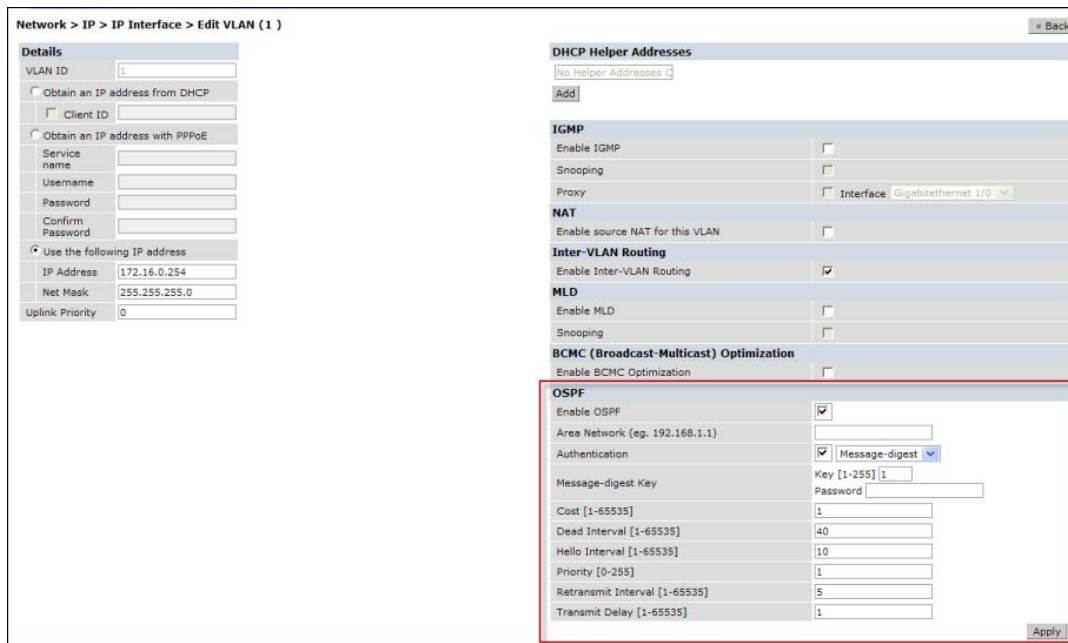 Network > IP > IP Interface > Edit VLAN (1 )
« Back
Details
VLAN ID 1
Obtain an IP address from DHCP
Client ID
Obtain an IP address with PPPoE
Service name
Username
Password
Confirm Password
Use the following IP address
IP Address 172.16.0.254
Net Mask 255.255.255.0
Uplink Priority 0
DHCP Helper Addresses
No Helper Addresses C
Add
IGMP
Enable IGMP
Snooping
Proxy Interface Gigabitethernet 1/0
NAT
Enable source NAT for this VLAN
Inter-VLAN Routing
Enable Inter-VLAN Routing
MLD
Enable MLD
Snooping
BCMC (Broadcast-Multicast) Optimization
Enable BCMC Optimization
OSPF
Enable OSPF
Area Network (eg. 192.168.1.1)
Authentication Message-digest
Message-digest Key Key [1-255] 1
Password
Cost [1-65535] 1
Dead Interval [1-65535] 40
Hello Interval [1-65535] 10
Priority [0-255] 1
Retransmit Interval [1-65535] 5
Transmit Delay [1-65535] 1
Apply